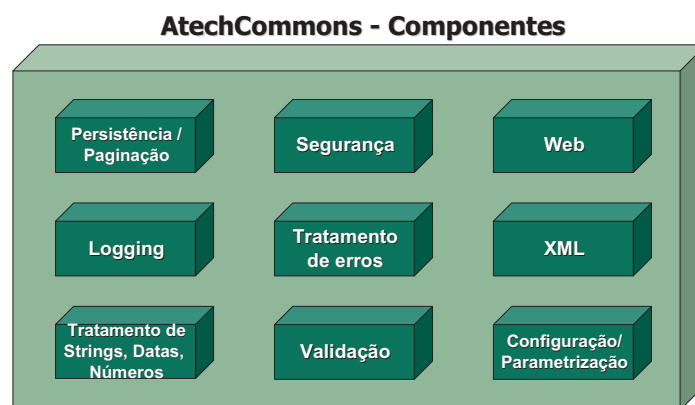 AtechCommons - Componentes
Persistência /
Paginação
Segurança
Web
Logging
Tratamento
de erros
XML
Tratamento de
Strings, Datas,
Números
Validação
Configuração/
Parametrização